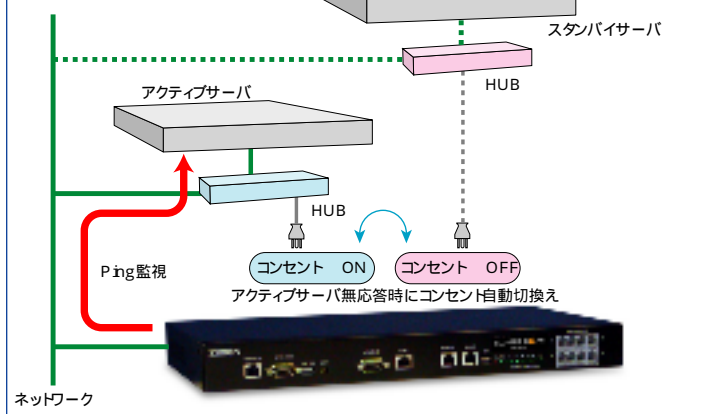 スタンバイサーバ
HUB
アクティブサーバ
HUB
Ping監視
コンセント ON
コンセント OFF
アクティブサーバ無応答時にコンセント自動切換え
ネットワーク